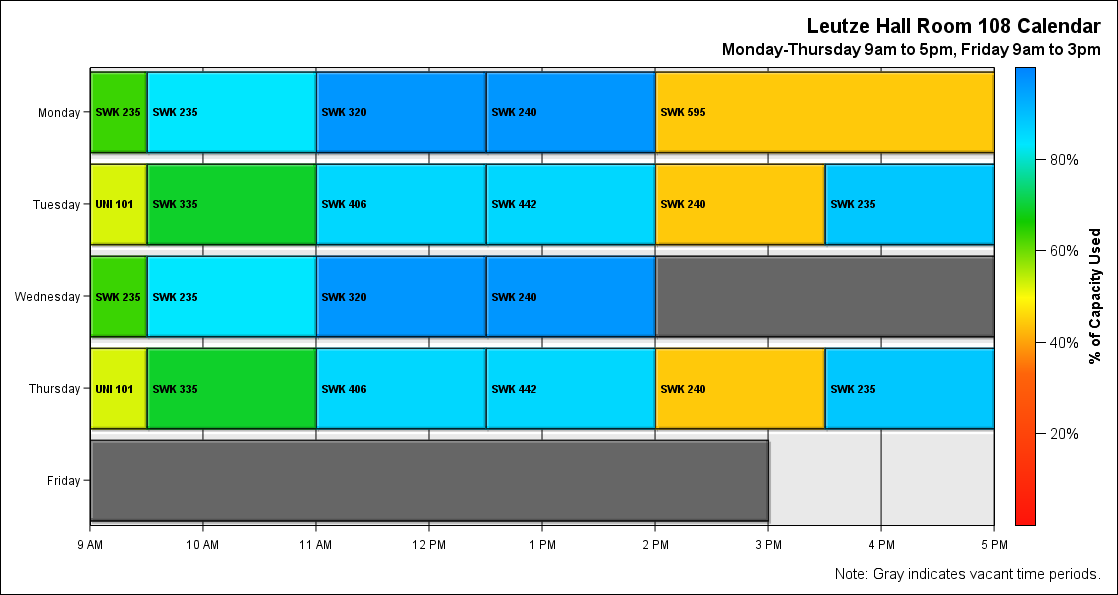 Leutze Hall Room 108 Calendar
Monday-Thursday 9am to 5pm, Friday 9am to 3pm
Monday SWK 235 SWK 235 SWK 320 SWK 240 SWK 595
80%
Tuesday UNI 101 SWK 335 SWK 406 SWK 442 SWK 240 SWK 235
60%
% of Capacity Used
Wednesday SWK 235 SWK 235 SWK 320 SWK 240
40%
Thursday UNI 101 SWK 335 SWK 406 SWK 442 SWK 240 SWK 235
20%
Friday
9 AM 10 AM 11 AM 12 PM 1 PM 2 PM 3 PM 4 PM 5 PM
Note: Gray indicates vacant time periods.